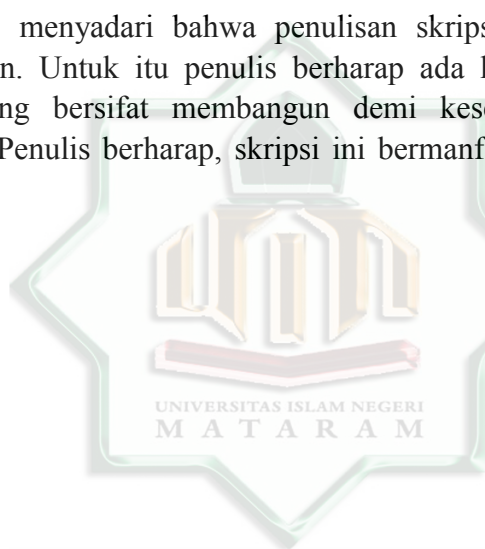 menyadari bahwa penulisan skrips
n. Untuk itu penulis berharap ada
ng bersifat membangun demi kes
Penulis berharap, skripsi ini bermanf
UNIVERSITAS ISLAM NEGERI
MATARAM